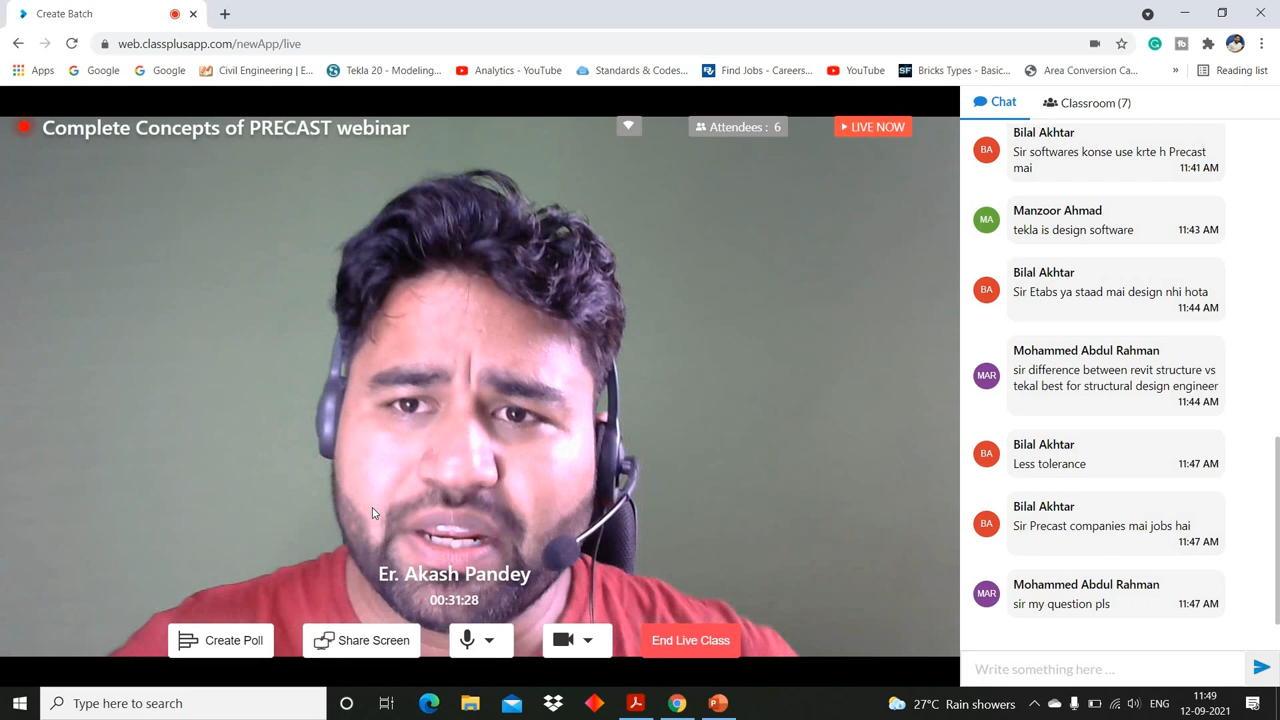 Create Batch
web.classplusapp.com/newApp/live
Apps
Google
Google
Civil Engineering | E...
Tekla 20 - Modeling...
Analytics - YouTube
Standards & Codes...
Find Jobs - Careers...
YouTube
Bricks Types - Basic...
Area Conversion Ca...
»
Reading list
Complete Concepts of PRECAST webinar
Attendees : 6
LIVE NOW
Er. Akash Pandey
00:31:28
Create Poll
Share Screen
End Live Class
Chat
Classroom (7)
BA
Bilal Akhtar
Sir softwares konse use krte h Precast
mai
11:41 AM
MA
Manzoor Ahmad
tekla is design software
11:43 AM
BA
Bilal Akhtar
Sir Etabs ya staad mai design nhi hota
11:44 AM
MAR
Mohammed Abdul Rahman
sir difference between revit structure vs
tekal best for structural design engineer
11:44 AM
BA
Bilal Akhtar
Less tolerance
11:47 AM
BA
Bilal Akhtar
Sir Precast companies mai jobs hai
11:47 AM
MAR
Mohammed Abdul Rahman
sir my question pls
11:47 AM
Write something here ...
Type here to search
27°C Rain showers
ENG
11:49
12-09-2021